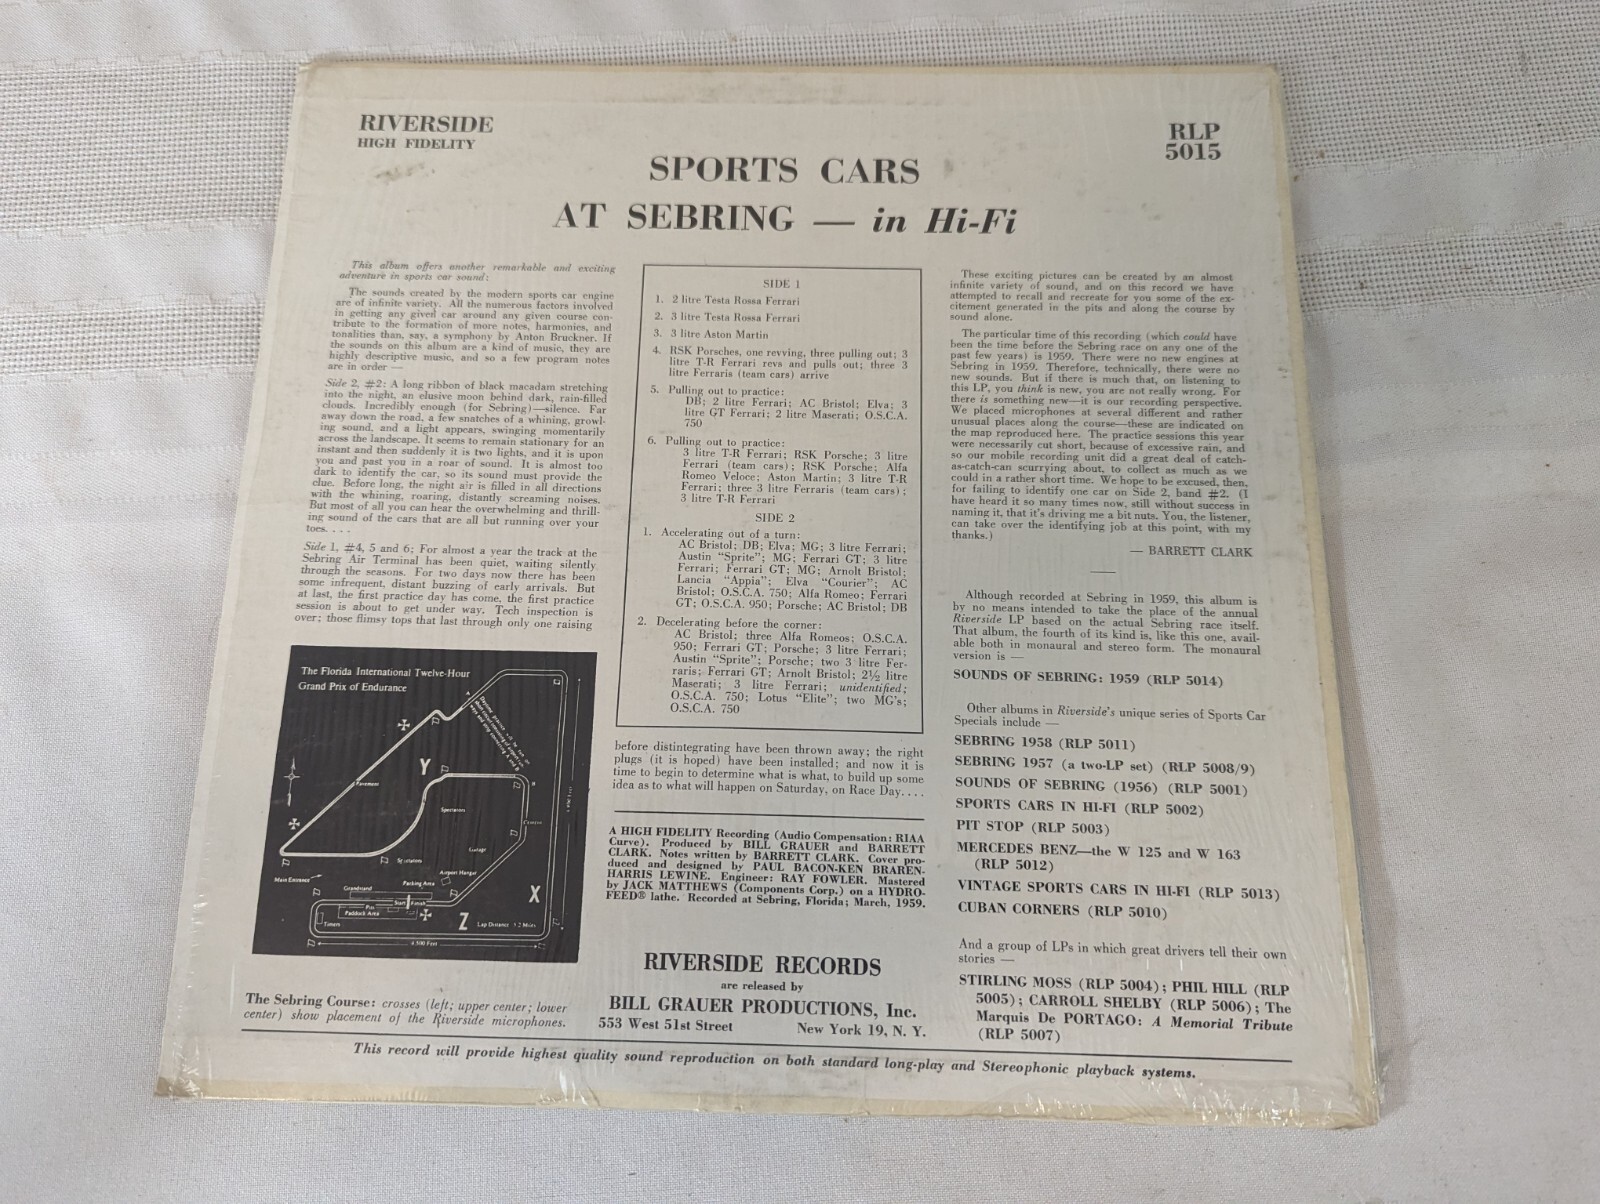 RIVERSIDE
HIGH FIDELITY
RLP
5015
SPORTS CARS
AT SEBRING — in Hi-Fi
This album offers another remarkable and exciting
adventure in sports car sound:
The sounds created by the modern sports car engine
are of infinite variety. All the numerous factors involved
in getting any given car around any given course con-
tribute to the formation of more notes, harmonies, and
tonalities than, say, a symphony by Anton Bruckner. If
the sounds on this album are a kind of music, they are
highly descriptive music, and so a few program notes
are in order —
Side 2, #2: A long ribbon of black macadam stretching
into the night, an elusive moon behind dark, rain-filled
clouds. Incredibly enough (for Sebring)—silence. Far
away down the road, a few snatches of a whining, growl-
ing sound, and a light appears, swinging momentarily
across the landscape. It seems to remain stationary for an
instant and then suddenly it is two lights, and it is upon
you and past you in a roar of sound. It is almost too
dark to identify the car, so its sound must provide the
clue. Before long, the night air is filled in all directions
with the whining, roaring, distantly screaming noises.
But most of all you can hear the overwhelming and thrill-
ing sound of the cars that are all but running over your
toes. . . .
Side 1, #4, 5 and 6: For almost a year the track at the
Sebring Air Terminal has been quiet, waiting silently
through the seasons. For two days now there has been
some infrequent, distant buzzing of early arrivals. But
at last, the first practice day has come, the first practice
session is about to get under way. Tech inspection is
over; those flimsy tops that last through only one raising
The Florida International Twelve-Hour
Grand Prix of Endurance
Y
Pavement
Spectators
Spectators
Garage
Airport Hangar
Main Entrance
Parking Area
Grandstand
Pits
Start
Finish
Paddock Area
Timers
X
Z
Lap Distance 5.2 Miles
4,500 Feet
The Sebring Course: crosses (left; upper center; lower
center) show placement of the Riverside microphones.
SIDE 1
1. 2 litre Testa Rossa Ferrari
2. 3 litre Testa Rossa Ferrari
3. 3 litre Aston Martin
4. RSK Porsches, one revving, three pulling out; 3
litre T-R Ferrari revs and pulls out; three 3
litre Ferraris (team cars) arrive
5. Pulling out to practice:
DB; 2 litre Ferrari; AC Bristol; Elva; 3
litre GT Ferrari; 2 litre Maserati; O.S.C.A.
750
6. Pulling out to practice:
3 litre T-R Ferrari; RSK Porsche; 3 litre
Ferrari (team cars); RSK Porsche; Alfa
Romeo Veloce; Aston Martin; 3 litre T-R
Ferrari; three 3 litre Ferraris (team cars);
3 litre T-R Ferrari
SIDE 2
1. Accelerating out of a turn:
AC Bristol; DB; Elva; MG; 3 litre Ferrari;
Austin "Sprite"; MG; Ferrari GT; 3 litre
Ferrari; Ferrari GT; MG; Arnolt Bristol;
Lancia "Appia"; Elva "Courier"; AC
Bristol; O.S.C.A. 750; Alfa Romeo; Ferrari
GT; O.S.C.A. 950; Porsche; AC Bristol; DB
2. Decelerating before the corner:
AC Bristol; three Alfa Romeos; O.S.C.A.
950; Ferrari GT; Porsche; 3 litre Ferrari;
Austin "Sprite"; Porsche; two 3 litre Fer-
raris; Ferrari GT; Arnolt Bristol; 2½ litre
Maserati; 3 litre Ferrari; unidentified;
O.S.C.A. 750; Lotus "Elite"; two MG's;
O.S.C.A. 750
before distintegrating have been thrown away; the right
plugs (it is hoped) have been installed; and now it is
time to begin to determine what is what, to build up some
idea as to what will happen on Saturday, on Race Day. . . .
A HIGH FIDELITY Recording (Audio Compensation: RIAA
Curve). Produced by BILL GRAUER and BARRETT
CLARK. Notes written by BARRETT CLARK. Cover pro-
duced and designed by PAUL BACON-KEN BRAREN-
HARRIS LEWINE. Engineer: RAY FOWLER. Mastered
by JACK MATTHEWS (Components Corp.) on a HYDRO-
FEED® lathe. Recorded at Sebring, Florida; March, 1959.
RIVERSIDE RECORDS
are released by
BILL GRAUER PRODUCTIONS, Inc.
553 West 51st Street New York 19, N. Y.
These exciting pictures can be created by an almost
infinite variety of sound, and on this record we have
attempted to recall and recreate for you some of the ex-
citement generated in the pits and along the course by
sound alone.
The particular time of this recording (which could have
been the time before the Sebring race on any one of the
past few years) is 1959. There were no new engines at
Sebring in 1959. Therefore, technically, there were no
new sounds. But if there is much that, on listening to
this LP, you think is new, you are not really wrong. For
there is something new—it is our recording perspective.
We placed microphones at several different and rather
unusual places along the course—these are indicated on
the map reproduced here. The practice sessions this year
were necessarily cut short, because of excessive rain, and
so our mobile recording unit did a great deal of catch-
as-catch-can scurrying about, to collect as much as we
could in a rather short time. We hope to be excused, then,
for failing to identify one car on Side 2, band #2. (I
have heard it so many times now, still without success in
naming it, that it's driving me a bit nuts. You, the listener,
can take over the identifying job at this point, with my
thanks.)
— BARRETT CLARK
Although recorded at Sebring in 1959, this album is
by no means intended to take the place of the annual
Riverside LP based on the actual Sebring race itself.
That album, the fourth of its kind is, like this one, avail-
able both in monaural and stereo form. The monaural
version is —
SOUNDS OF SEBRING: 1959 (RLP 5014)
Other albums in Riverside's unique series of Sports Car
Specials include —
SEBRING 1958 (RLP 5011)
SEBRING 1957 (a two-LP set) (RLP 5008/9)
SOUNDS OF SEBRING (1956) (RLP 5001)
SPORTS CARS IN HI-FI (RLP 5002)
PIT STOP (RLP 5003)
MERCEDES BENZ—the W 125 and W 163
(RLP 5012)
VINTAGE SPORTS CARS IN HI-FI (RLP 5013)
CUBAN CORNERS (RLP 5010)
And a group of LPs in which great drivers tell their own
stories —
STIRLING MOSS (RLP 5004); PHIL HILL (RLP
5005); CARROLL SHELBY (RLP 5006); The
Marquis De PORTAGO: A Memorial Tribute
(RLP 5007)
This record will provide highest quality sound reproduction on both standard long-play and Stereophonic playback systems.